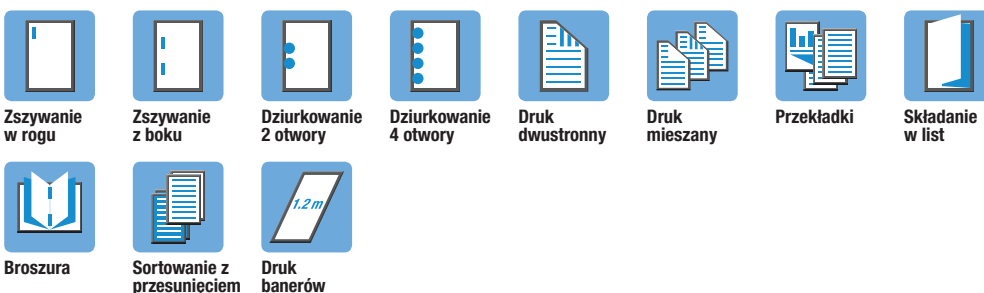 Zszywanie
w rogu
Zszywanie
z boku
Dziurkowanie
2 otwory
Dziurkowanie
4 otwory
Druk
dwustronny
Druk
mieszany
Przekładki
Składanie
w list
1.2 m
Broszura
Sortowanie z
przesunięciem
Druk
banerów